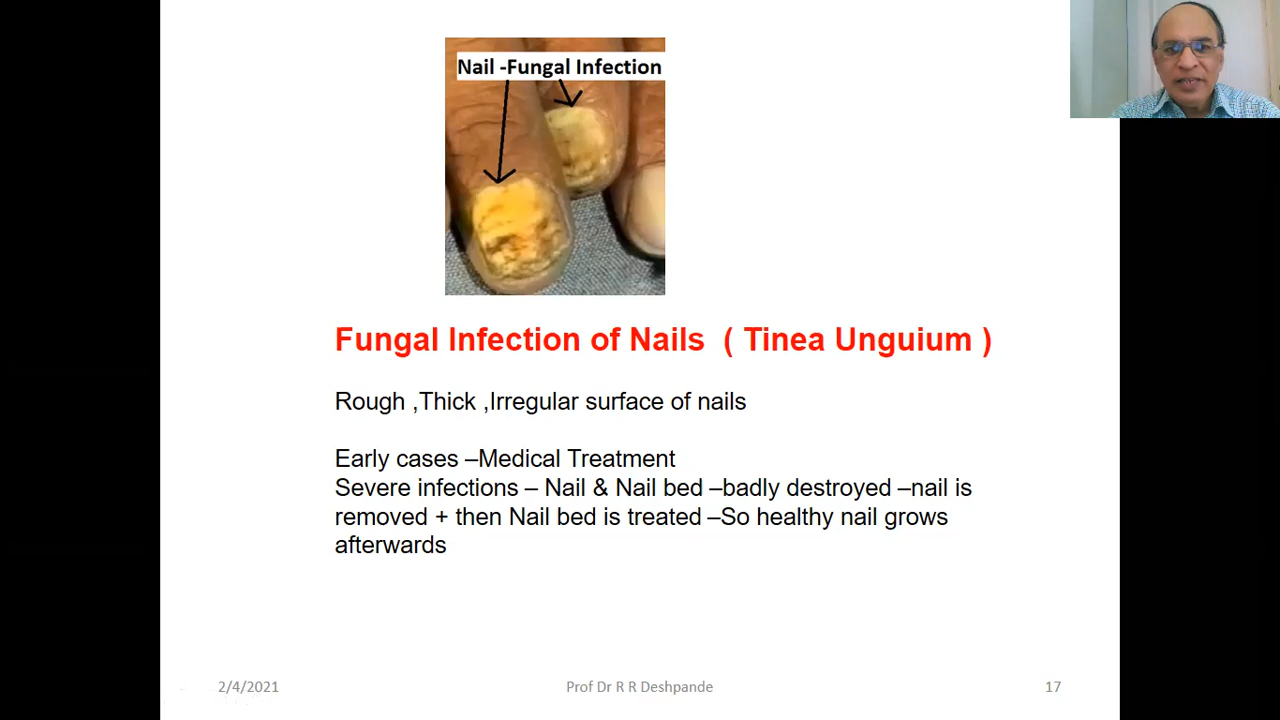 Nail -Fungal Infection
Fungal Infection of Nails ( Tinea Unguium )
Rough ,Thick ,Irregular surface of nails
Early cases –Medical Treatment
Severe infections – Nail & Nail bed –badly destroyed –nail is
removed + then Nail bed is treated –So healthy nail grows
afterwards
2/4/2021
Prof Dr R R Deshpande
17